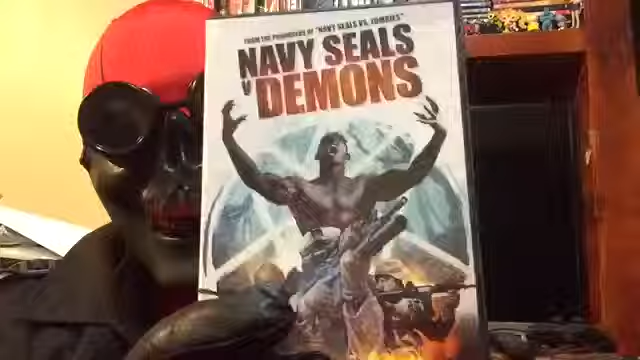 FROM THE PRODUCERS OF "NAVY SEALS VS. ZOMBIES"
NAVY SEALS
V DEMONS